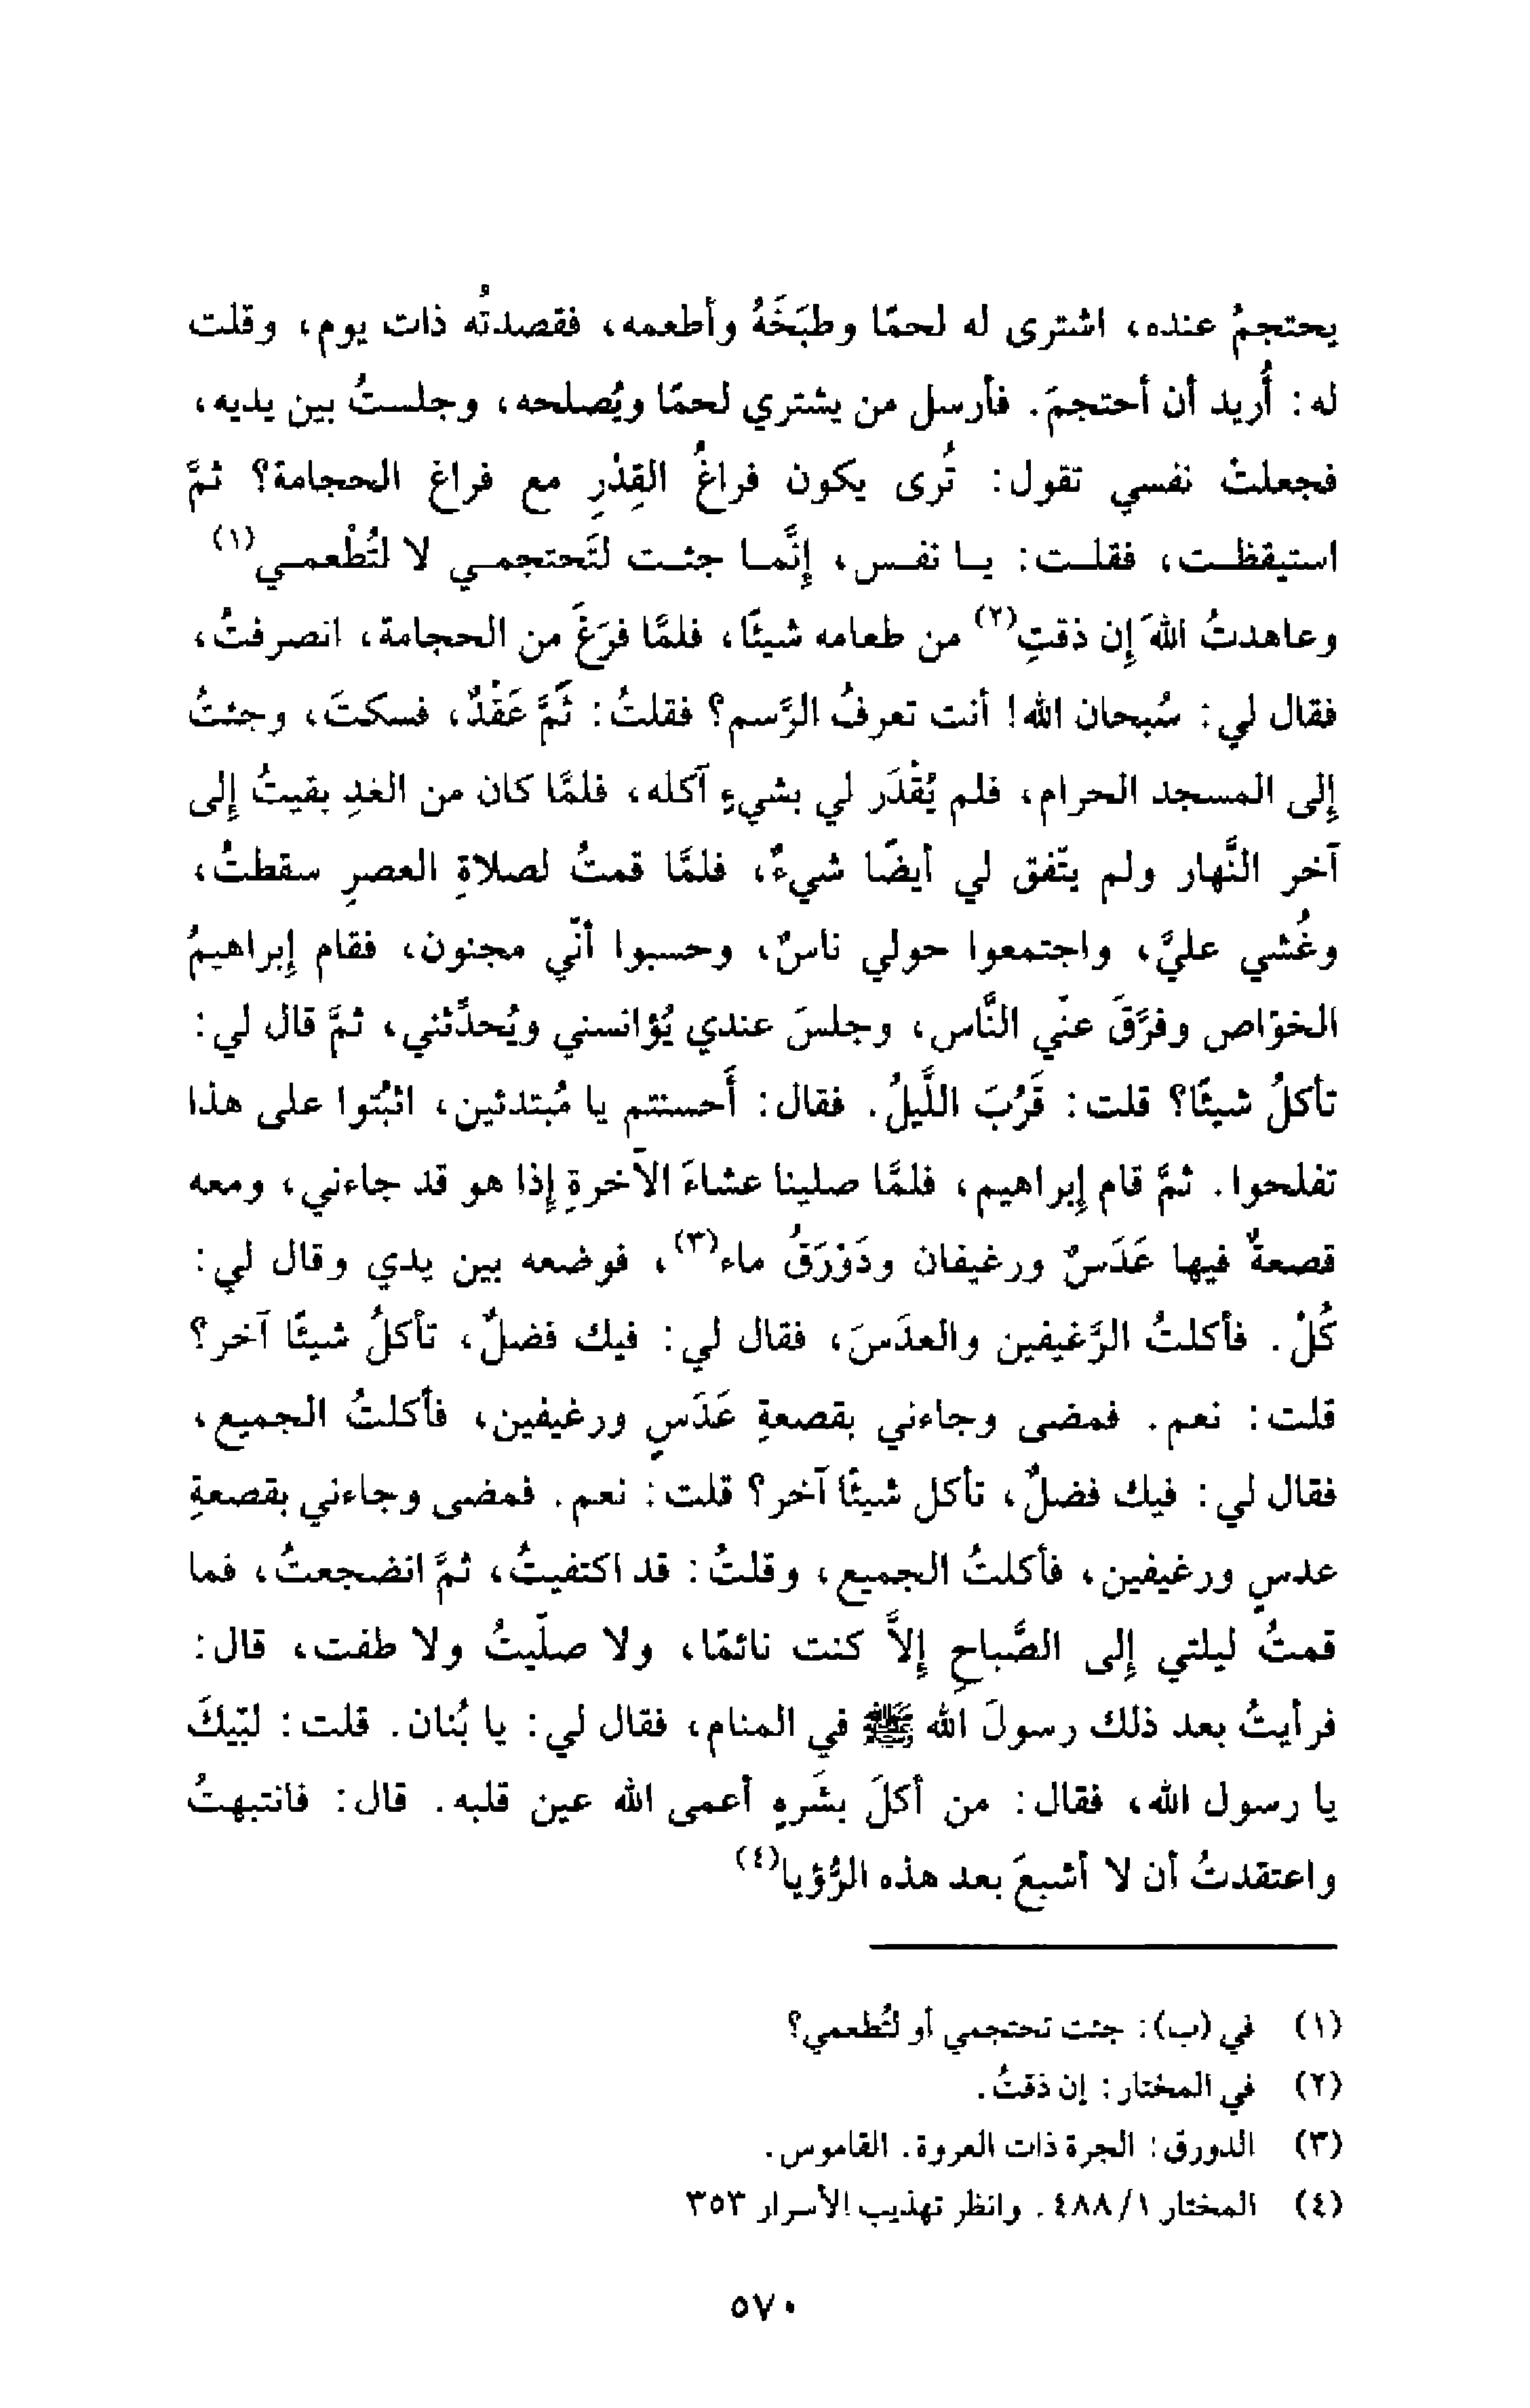 يحتجمُ عنده، اشترى له لحمًا وطبَخَهُ وأطعمه، فقصدتُه ذات يوم، وقلت
له: أُريد أن أحتجمَ. فأرسل من يشتري لحمًا ويُصلحه، وجلستُ بين يديه،
فجعلتْ نفسي تقول: تُرى يكون فراغُ القِدْرِ مع فراغ الحجامة؟ ثمَّ
استيقظت، فقلت: يا نفس، إنَّما جئت لتَحتجمي لا لتُطْعمي(١)
وعاهدتُ اللهَ إن ذقتِ(٢) من طعامه شيئًا، فلمَّا فرَغَ من الحجامة، انصرفتُ،
فقال لي: سُبحان الله! أنت تعرفُ الرَّسم؟ فقلتُ: ثَمَّ عَقْدٌ، فسكتَ، وجئتُ
إلى المسجد الحرام، فلم يُقْدَر لي بشيءٍ آكله، فلمَّا كان من الغدِ بقيتُ إلى
آخر النَّهار ولم يتّفق لي أيضًا شيءٌ، فلمَّا قمتُ لصلاةِ العصرِ سقطتُ،
وغُشي عليَّ، واجتمعوا حولي ناسٌ، وحسبوا أنّي مجنون، فقام إبراهيمُ
الخوّاص وفرَّقَ عنّي النَّاس، وجلسَ عندي يُؤانسني ويُحدَّثني، ثمَّ قال لي:
تأكلُ شيئًا؟ قلت: قَرُبَ اللَّيلُ. فقال: أَحسنتم يا مُبتدئين، اثبُتوا على هذا
تفلحوا. ثمَّ قام إبراهيم، فلمَّا صلينا عشاءَ الآخرةِ إذا هو قد جاءني، ومعه
قصعةٌ فيها عَدَسٌ ورغيفان ودَوْرَقُ ماء(٣)، فوضعه بين يدي وقال لي:
كُلْ. فأكلتُ الرَّغيفين والعدَسَ، فقال لي: فيك فضلٌ، تأكلُ شيئًا آخر؟
قلت: نعم. فمضى وجاءني بقصعةِ عَدَسٍ ورغيفين، فأكلتُ الجميع،
فقال لي: فيك فضلٌ، تأكل شيئًا آخر؟ قلت: نعم. فمضى وجاءني بقصعةِ
عدسٍ ورغيفين، فأكلتُ الجميع، وقلتُ: قد اكتفيتُ، ثمَّ انضجعتُ، فما
قمتُ ليلتي إلى الصَّباحِ إلاَّ كنت نائمًا، ولا صلّيتُ ولا طفت، قال:
فرأيتُ بعد ذلك رسولَ الله ﷺ في المنام، فقال لي: يا بُنان. قلت: لبّيكَ
يا رسول الله، فقال: من أكلَ بشَرهٍ أعمى الله عين قلبه. قال: فانتبهتُ
واعتقدتُ أن لا أشبعَ بعد هذه الرُّؤيا(٤)
(١) في (ب): جئت تحتجمي أو لتُطعمي؟
(٢) في المختار: إن ذقتُ.
(٣) الدورق: الجرة ذات العروة. القاموس.
(٤) المختار ١/ ٤٨٨. وانظر تهذيب الأسرار ٣٥٣
٥٧٠